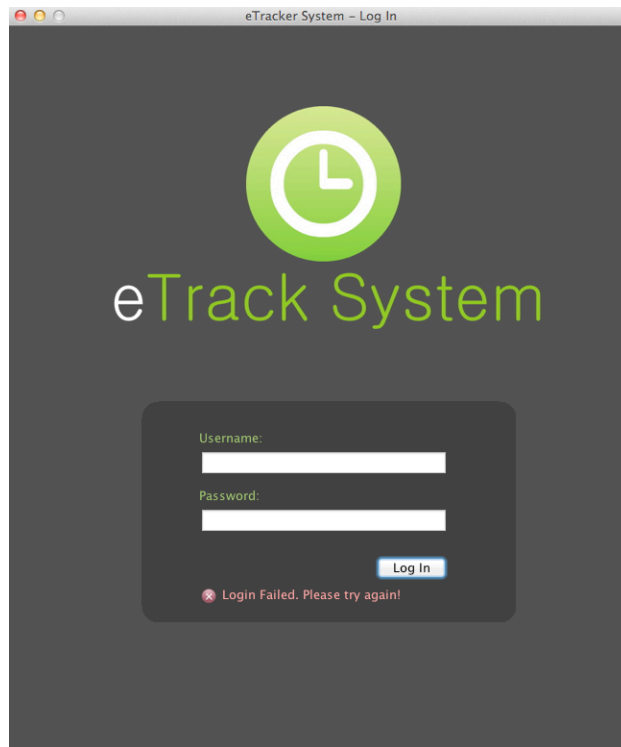 eTracker System – Log In
eTrack System
Username:
Password:
Log In
Login Failed. Please try again!